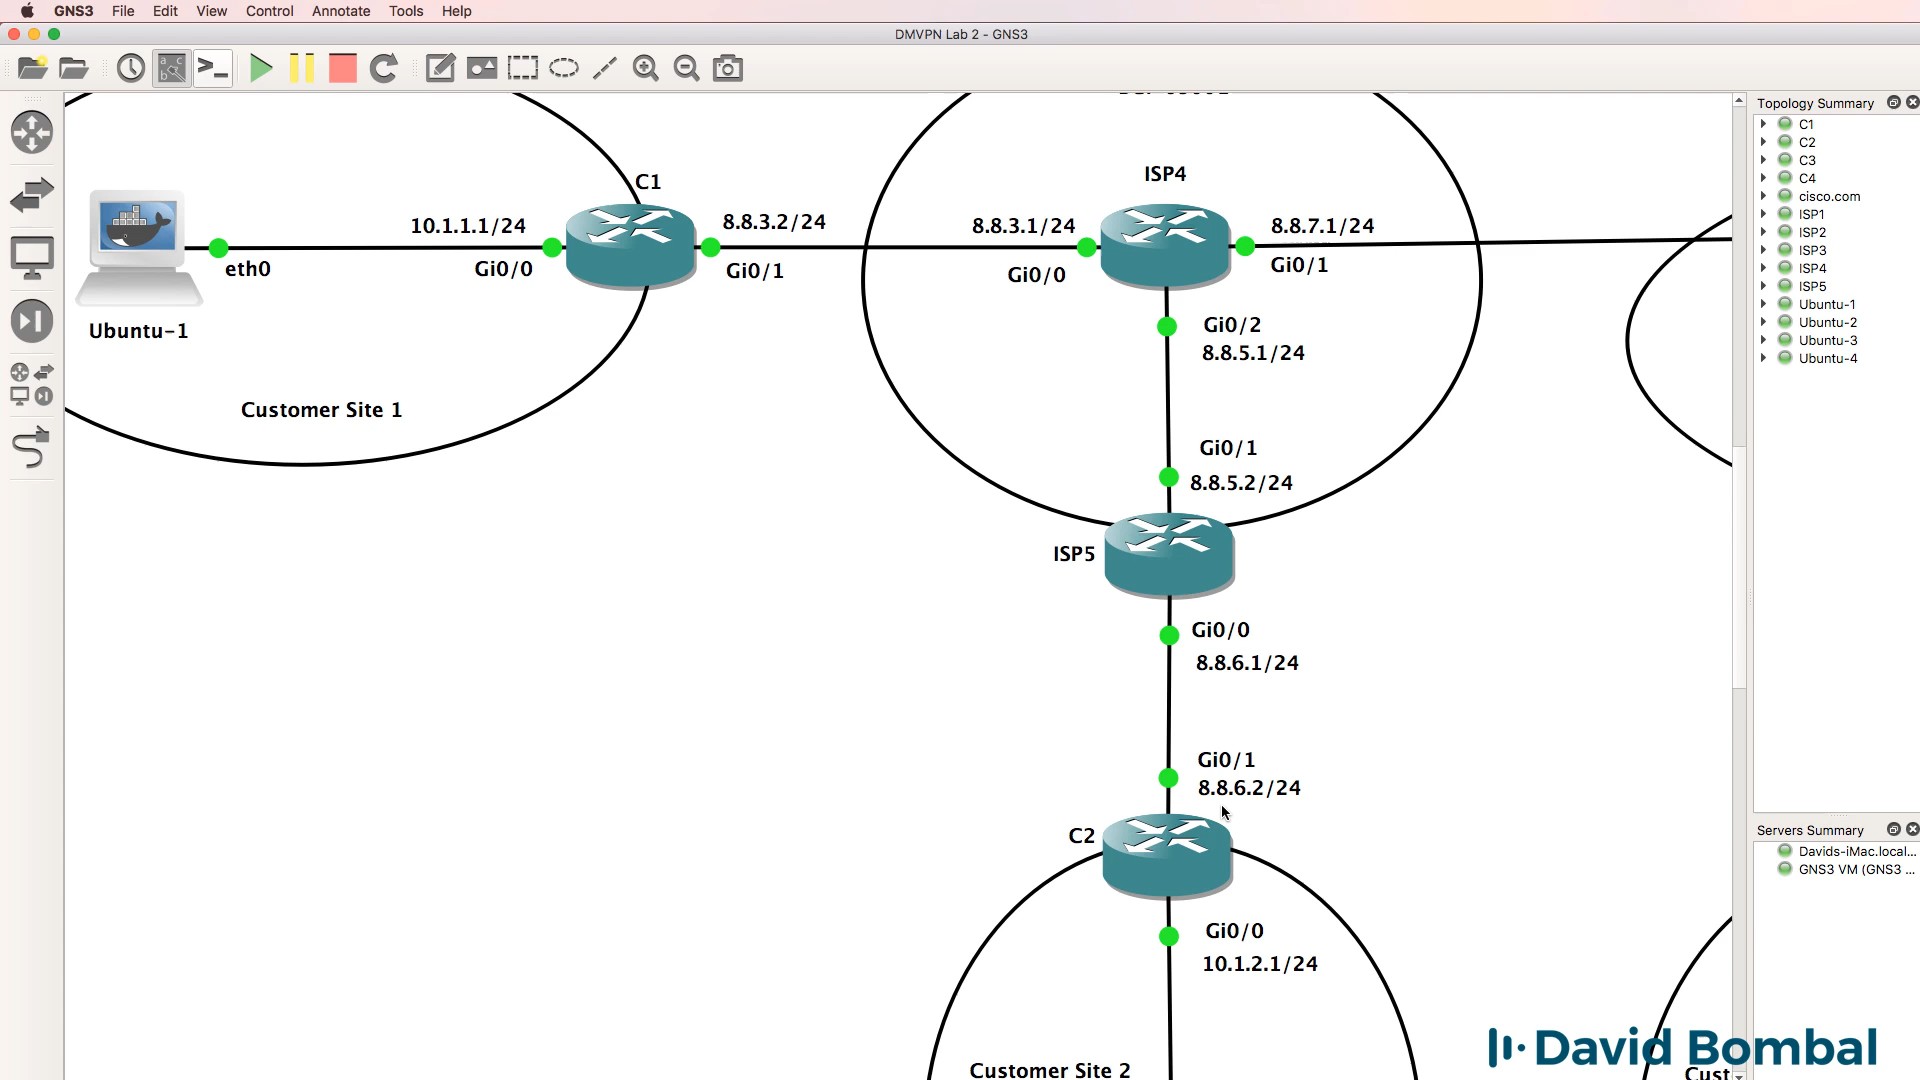 GNS3 File Edit View Control Annotate Tools Help
DMVPN Lab 2 - GNS3
Topology Summary
C1
C2
C3
C4
cisco.com
ISP1
ISP2
ISP3
ISP4
ISP5
Ubuntu-1
Ubuntu-2
Ubuntu-3
Ubuntu-4
Servers Summary
Davids-iMac.local...
GNS3 VM (GNS3 ...
C1
ISP4
10.1.1.1/24
8.8.3.2/24
8.8.3.1/24
8.8.7.1/24
eth0
Gi0/0
Gi0/1
Gi0/0
Gi0/1
Ubuntu-1
Gi0/2
8.8.5.1/24
Customer Site 1
Gi0/1
8.8.5.2/24
ISP5
Gi0/0
8.8.6.1/24
Gi0/1
8.8.6.2/24
C2
Gi0/0
10.1.2.1/24
Customer Site 2
David Bombal
Cust